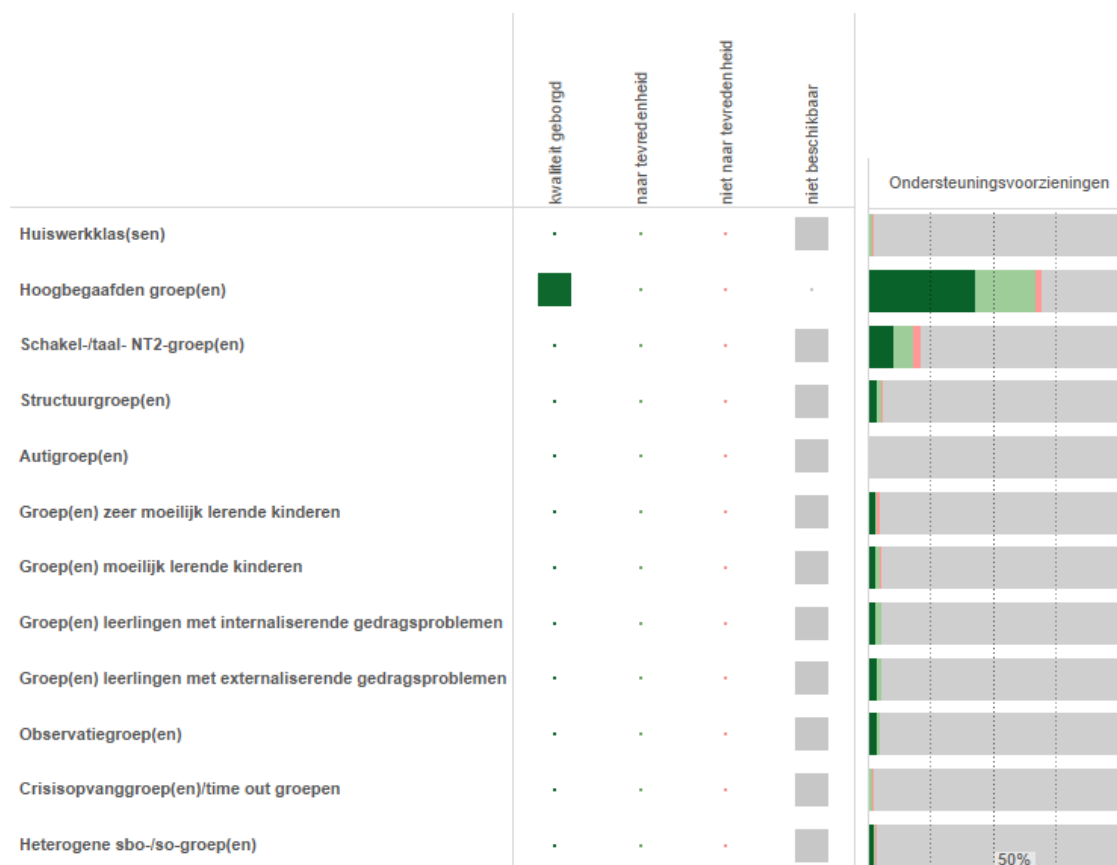 kwaliteit geborgd
naar tevredenheid
niet naar tevredenheid
niet beschikbaar
Ondersteuningsvoorzieningen
Huiswerkklas(sen)
Hoogbegaafden groep(en)
Schakel-/taal- NT2-groep(en)
Structuurgroep(en)
Autigroep(en)
Groep(en) zeer moeilijk lerende kinderen
Groep(en) moeilijk lerende kinderen
Groep(en) leerlingen met internaliserende gedragsproblemen
Groep(en) leerlingen met externaliserende gedragsproblemen
Observatiegroep(en)
Crisisopvanggroep(en)/time out groepen
Heterogene sbo-/so-groep(en)
50%